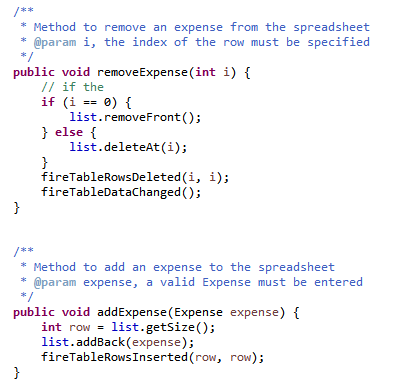 /**
 * Method to remove an expense from the spreadsheet
 * @param i, the index of the row must be specified
 */
public void removeExpense(int i) {
    // if the
    if (i == 0) {
        list.removeFront();
    } else {
        list.deleteAt(i);
    }
    fireTableRowsDeleted(i, i);
    fireTableDataChanged();
}
/**
 * Method to add an expense to the spreadsheet
 * @param expense, a valid Expense must be entered
 */
public void addExpense(Expense expense) {
    int row = list.getSize();
    list.addBack(expense);
    fireTableRowsInserted(row, row);
}